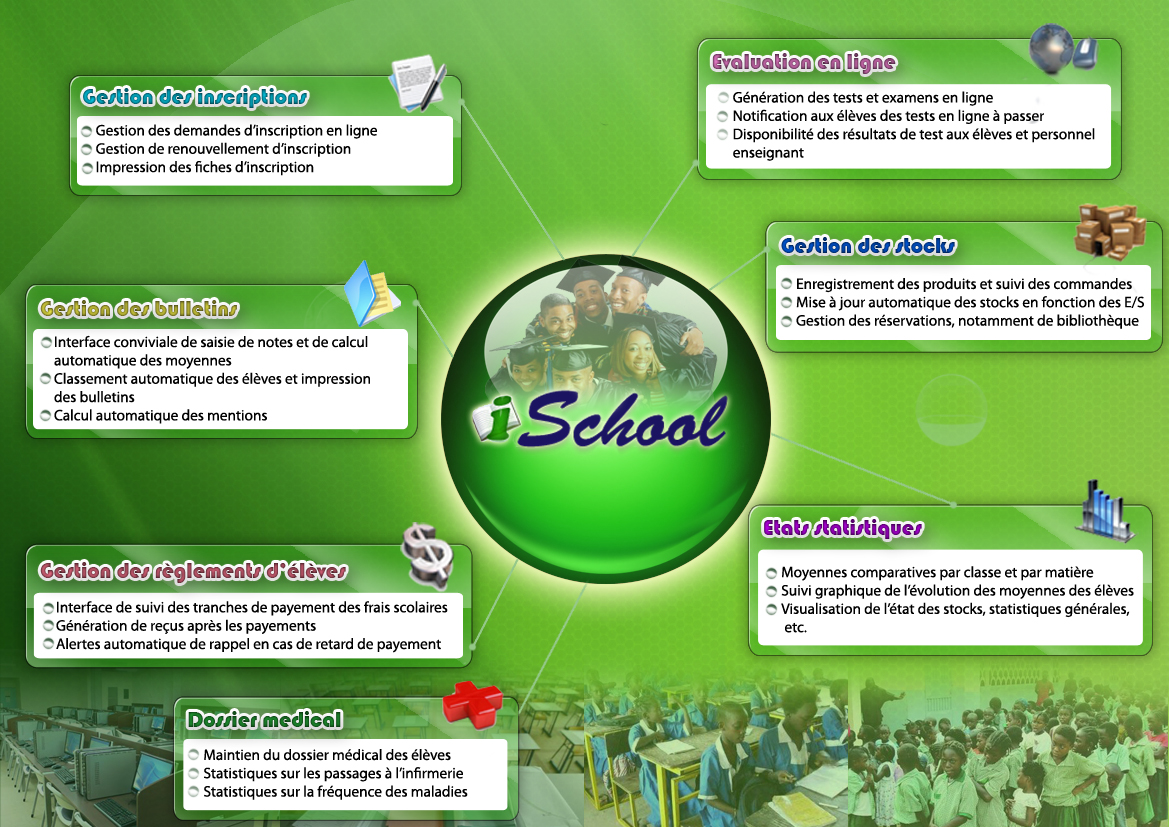 Gestion des inscriptions
Gestion des demandes d'inscription en ligne
Gestion de renouvellement d'inscription
Impression des fiches d'inscription
Evaluation en ligne
Génération des tests et examens en ligne
Notification aux élèves des tests en ligne à passer
Disponibilité des résultats de test aux élèves et personnel
enseignant
Gestion des stocks
Enregistrement des produits et suivi des commandes
Mise à jour automatique des stocks en fonction des E/S
Gestion des réservations, notamment de bibliothèque
Gestion des bulletins
Interface conviviale de saisie de notes et de calcul
automatique des moyennes
Classement automatique des élèves et impression
des bulletins
Calcul automatique des mentions
iSchool
Etats statistiques
Moyennes comparatives par classe et par matière
Suivi graphique de l'évolution des moyennes des élèves
Visualisation de l'état des stocks, statistiques générales,
etc.
Gestion des règlements d'élèves
Interface de suivi des tranches de payement des frais scolaires
Génération de reçus après les payements
Alertes automatique de rappel en cas de retard de payement
Dossier medical
Maintien du dossier médical des élèves
Statistiques sur les passages à l'infirmerie
Statistiques sur la fréquence des maladies